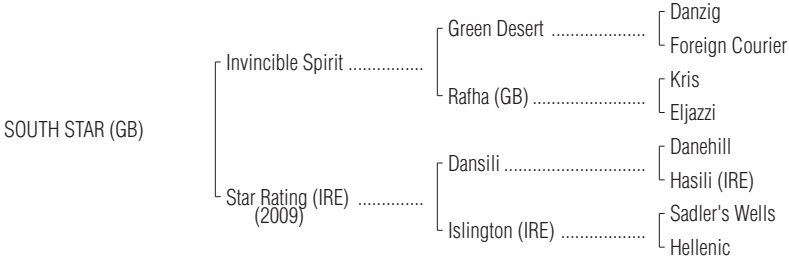 Danzig
Green Desert ....................
Foreign Courier
Invincible Spirit ................
Kris
Rafha (GB) ........................
Eljazzi
SOUTH STAR (GB)
Danehill
Dansili ..............................
Hasili (IRE)
Star Rating (IRE) ..............
(2009)
Sadler's Wells
Islington (IRE) ..................
Hellenic